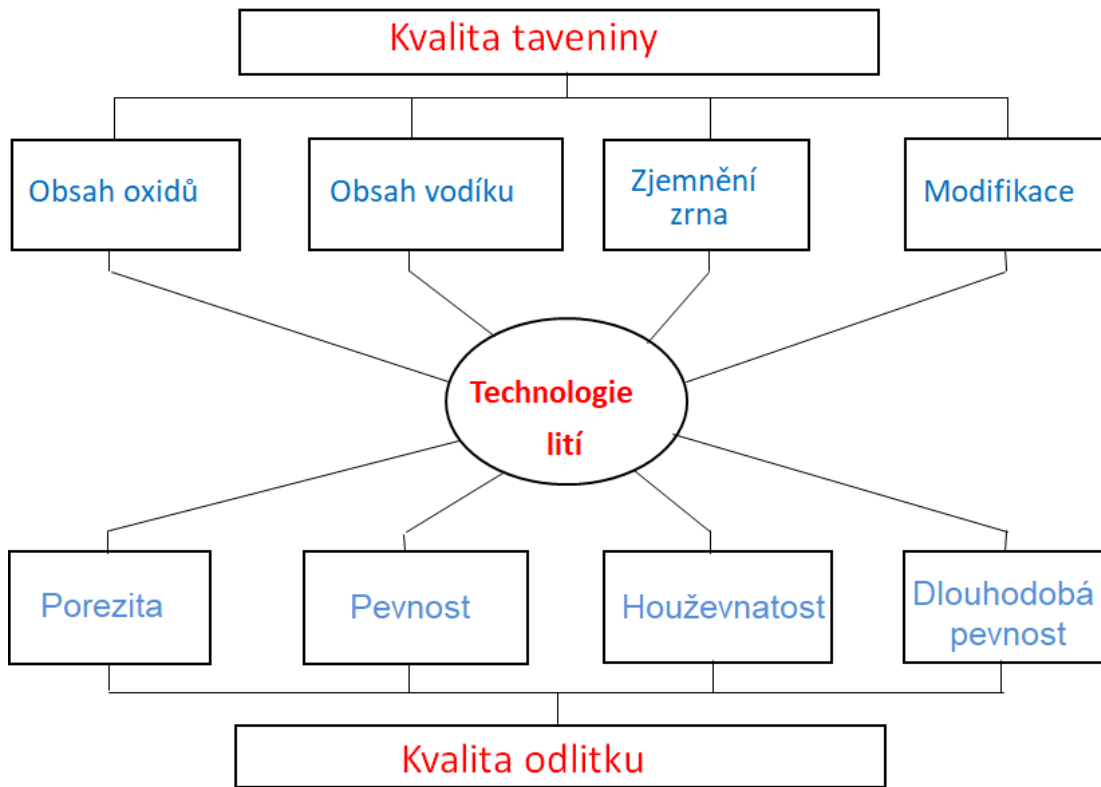 Kvalita taveniny
Obsah oxidů
Obsah vodíku
Zjemnění
zrna
Modifikace
Technologie
lití
Porezita
Pevnost
Houževnatost
Dlouhodobá
pevnost
Kvalita odlitku